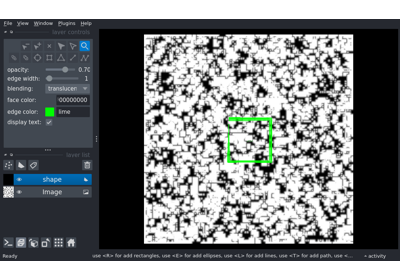 File View Window Plugins Help
layer controls
opacity: 0.70
edge width: 1
blending: translucen
face color: 00000000
edge color: lime
display text:
layer list
shape
Image
Ready
use <R> for add rectangles, use <E> for add ellipses, use <L> for add lines, use <T> for add path, use <...
activity